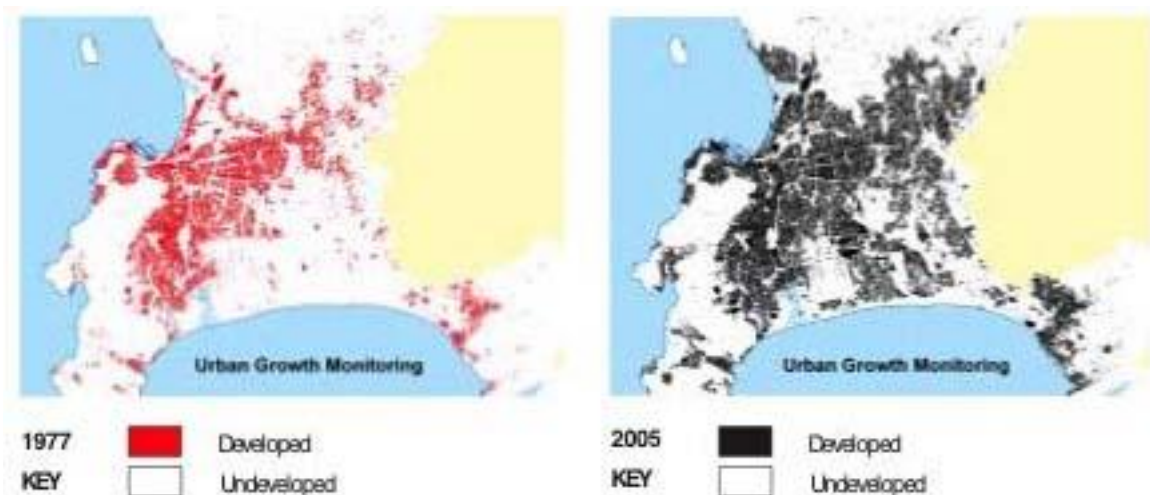 Urban Growth Monitoring
1977 Developed
KEY Undeveloped
Urban Growth Monitoring
2005 Developed
KEY Undeveloped